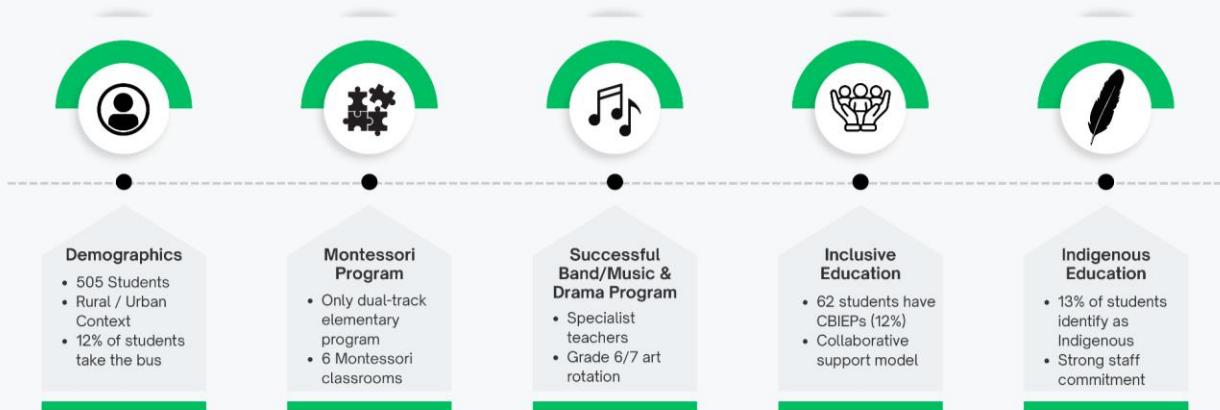 Demographics
• 505 Students
• Rural / Urban
Context
• 12% of students
take the bus
Montessori
Program
• Only dual-track
elementary
program
• 6 Montessori
classrooms
Successful
Band/Music &
Drama Program
• Specialist
teachers
• Grade 6/7 art
rotation
Inclusive
Education
• 62 students have
CBIEPs (12%)
• Collaborative
support model
Indigenous
Education
• 13% of students
identify as
Indigenous
• Strong staff
commitment